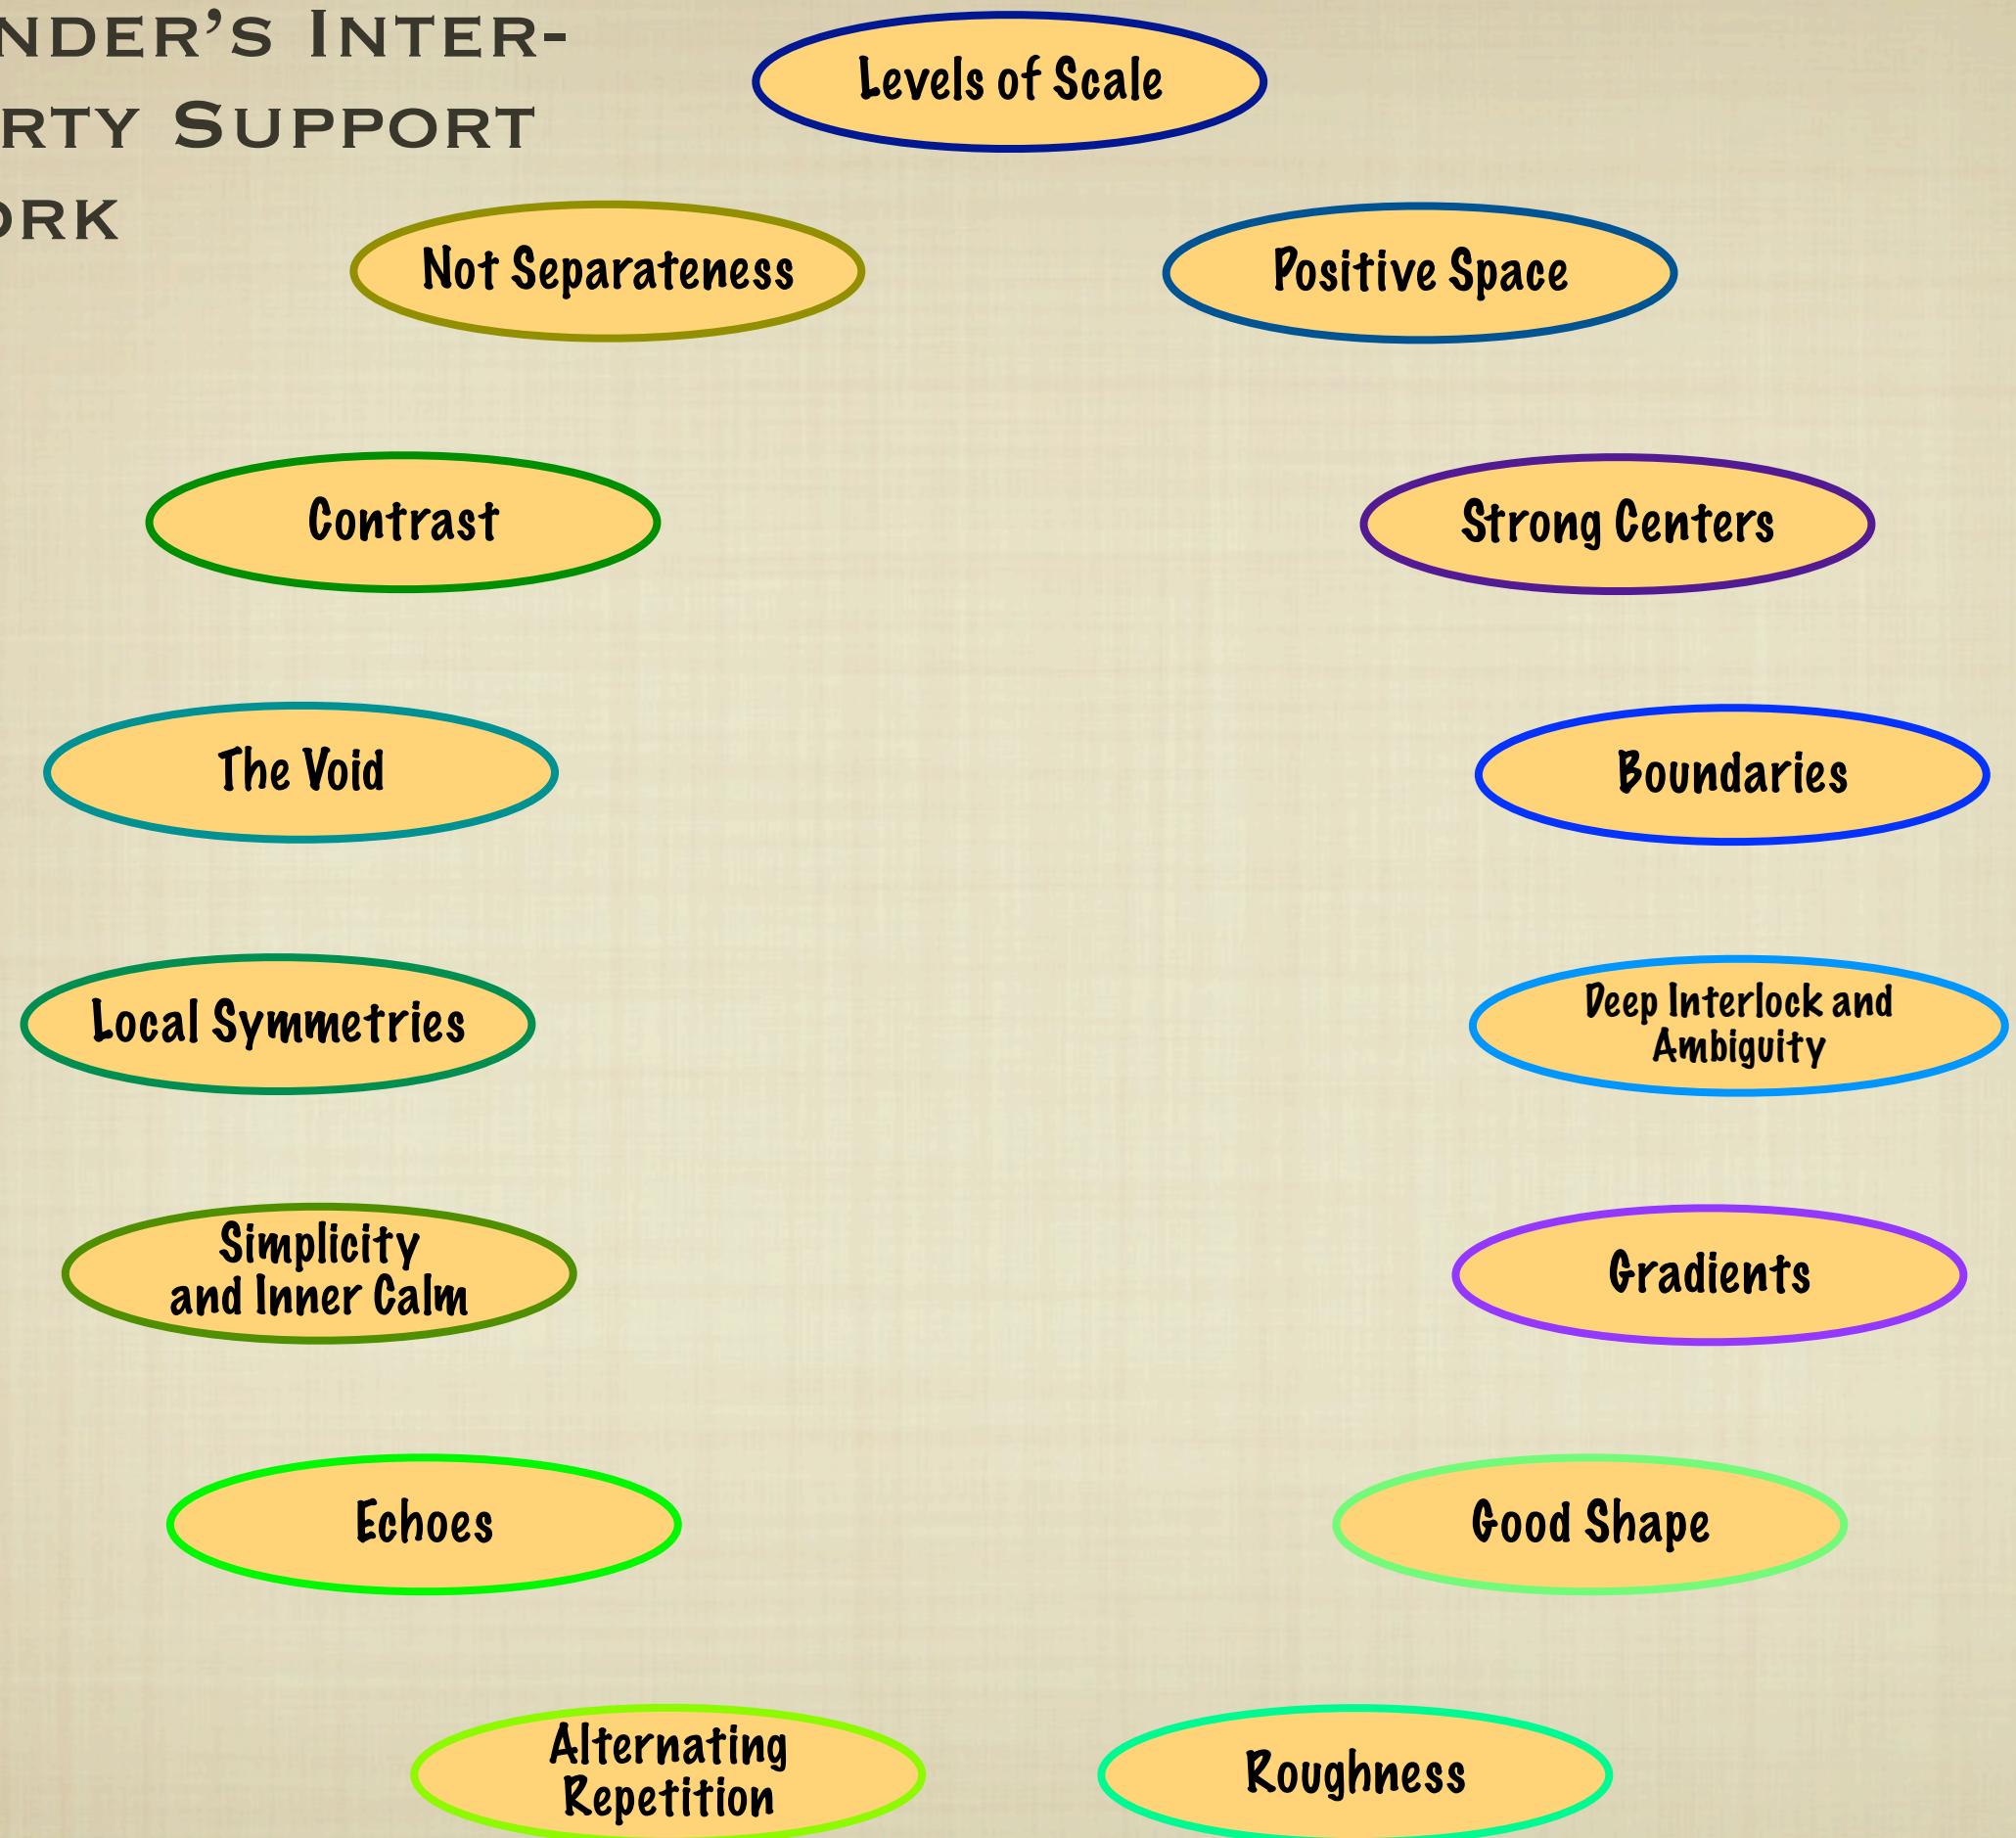 NDER'S INTER-
RTY SUPPORT
ORK
Levels of Scale
Not Separateness
Positive Space
Contrast
Strong Centers
The Void
Boundaries
Local Symmetries
Deep Interlock and
Ambiguity
Simplicity
and Inner Calm
Gradients
Echoes
Good Shape
Alternating
Repetition
Roughness